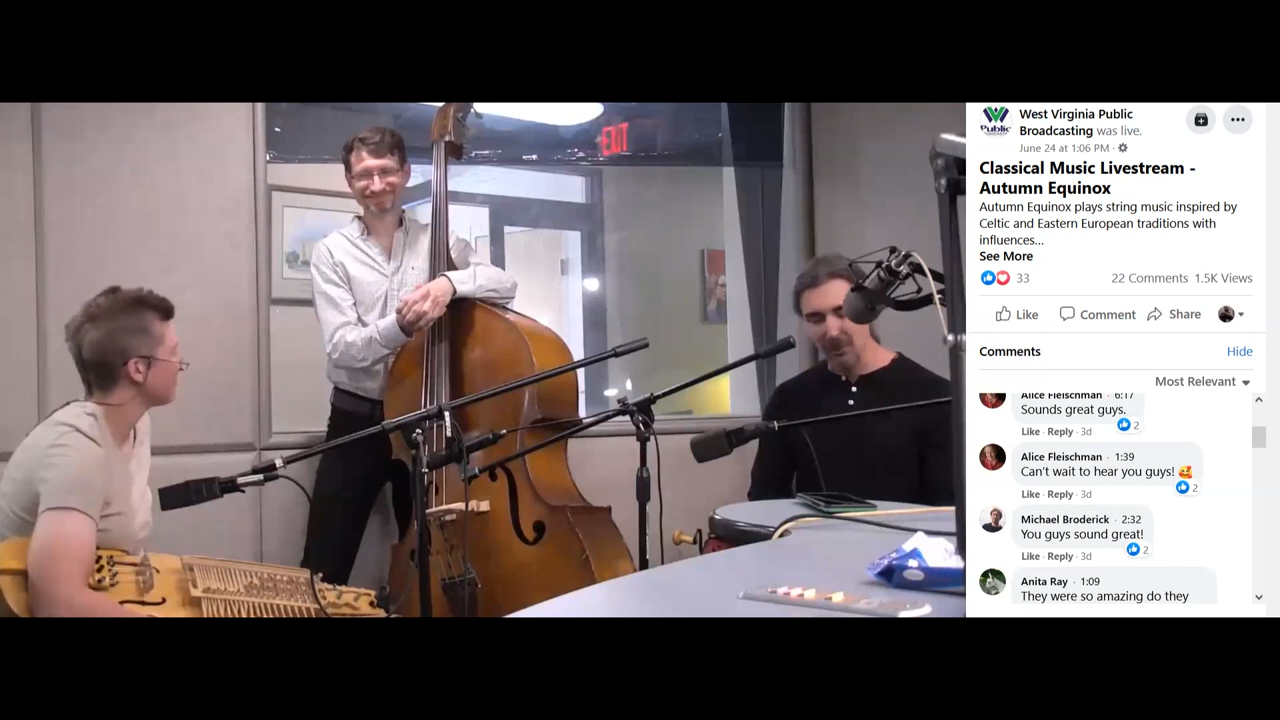 EXIT
Public
West Virginia Public
Broadcasting was live.
June 24 at 1:06 PM ·
Classical Music Livestream -
Autumn Equinox
Autumn Equinox plays string music inspired by
Celtic and Eastern European traditions with
influences...
See More
33
22 Comments 1.5K Views
Like
Comment
Share
Comments
Hide
Most Relevant
Alice Fleischman · 6:17
Sounds great guys.
2
Like · Reply · 3d
Alice Fleischman · 1:39
Can't wait to hear you guys! 🥰
2
Like · Reply · 3d
Michael Broderick · 2:32
You guys sound great!
2
Like · Reply · 3d
Anita Ray · 1:09
They were so amazing do they